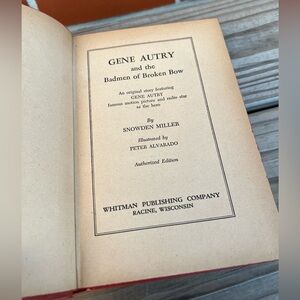 GENE AUTRY
and the
Badmen of Broken Bow
An original story featuring
GENE AUTRY
famous motion picture and radio star
as the hero
By
SNOWDEN MILLER
Illustrated by
PETER ALVARADO
Authorized Edition
WHITMAN PUBLISHING COMPANY
RACINE, WISCONSIN